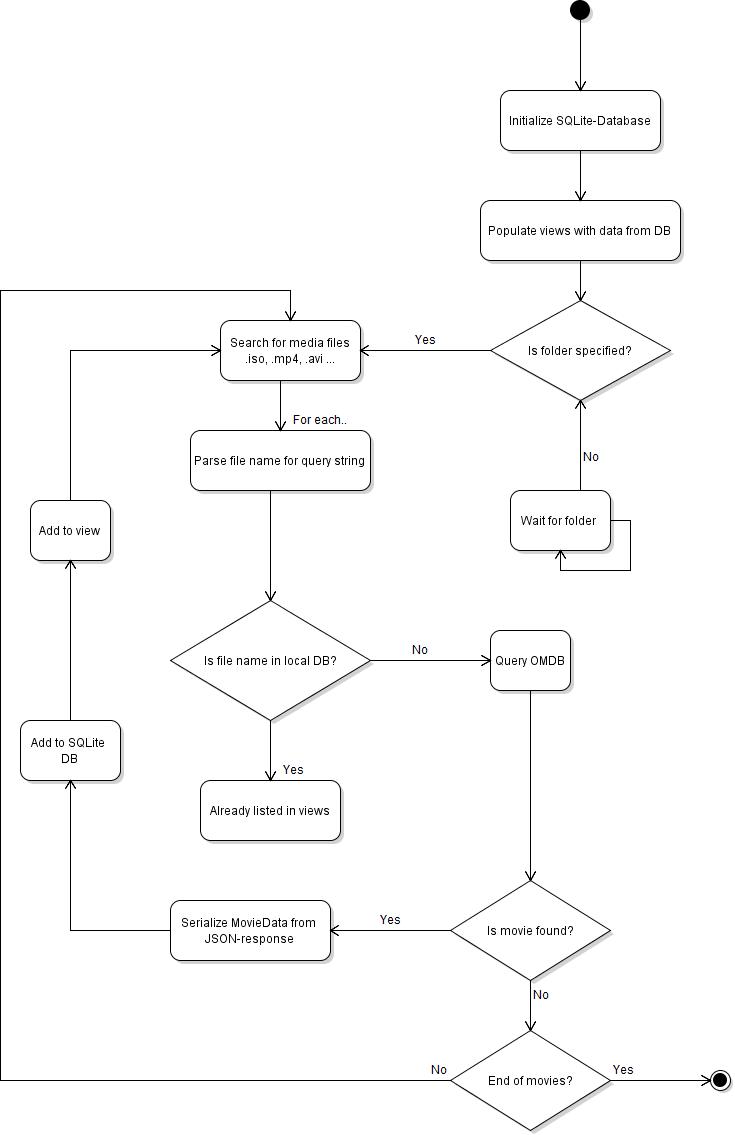 Initialize SQLite-Database
Populate views with data from DB
Is folder specified?
Yes
Search for media files
.iso, .mp4, .avi ...
For each..
Parse file name for query string
No
Wait for folder
Add to view
Is file name in local DB?
No
Query OMDB
Add to SQLite
DB
Yes
Already listed in views
Serialize MovieData from
JSON-response
Yes
Is movie found?
No
No
End of movies?
Yes